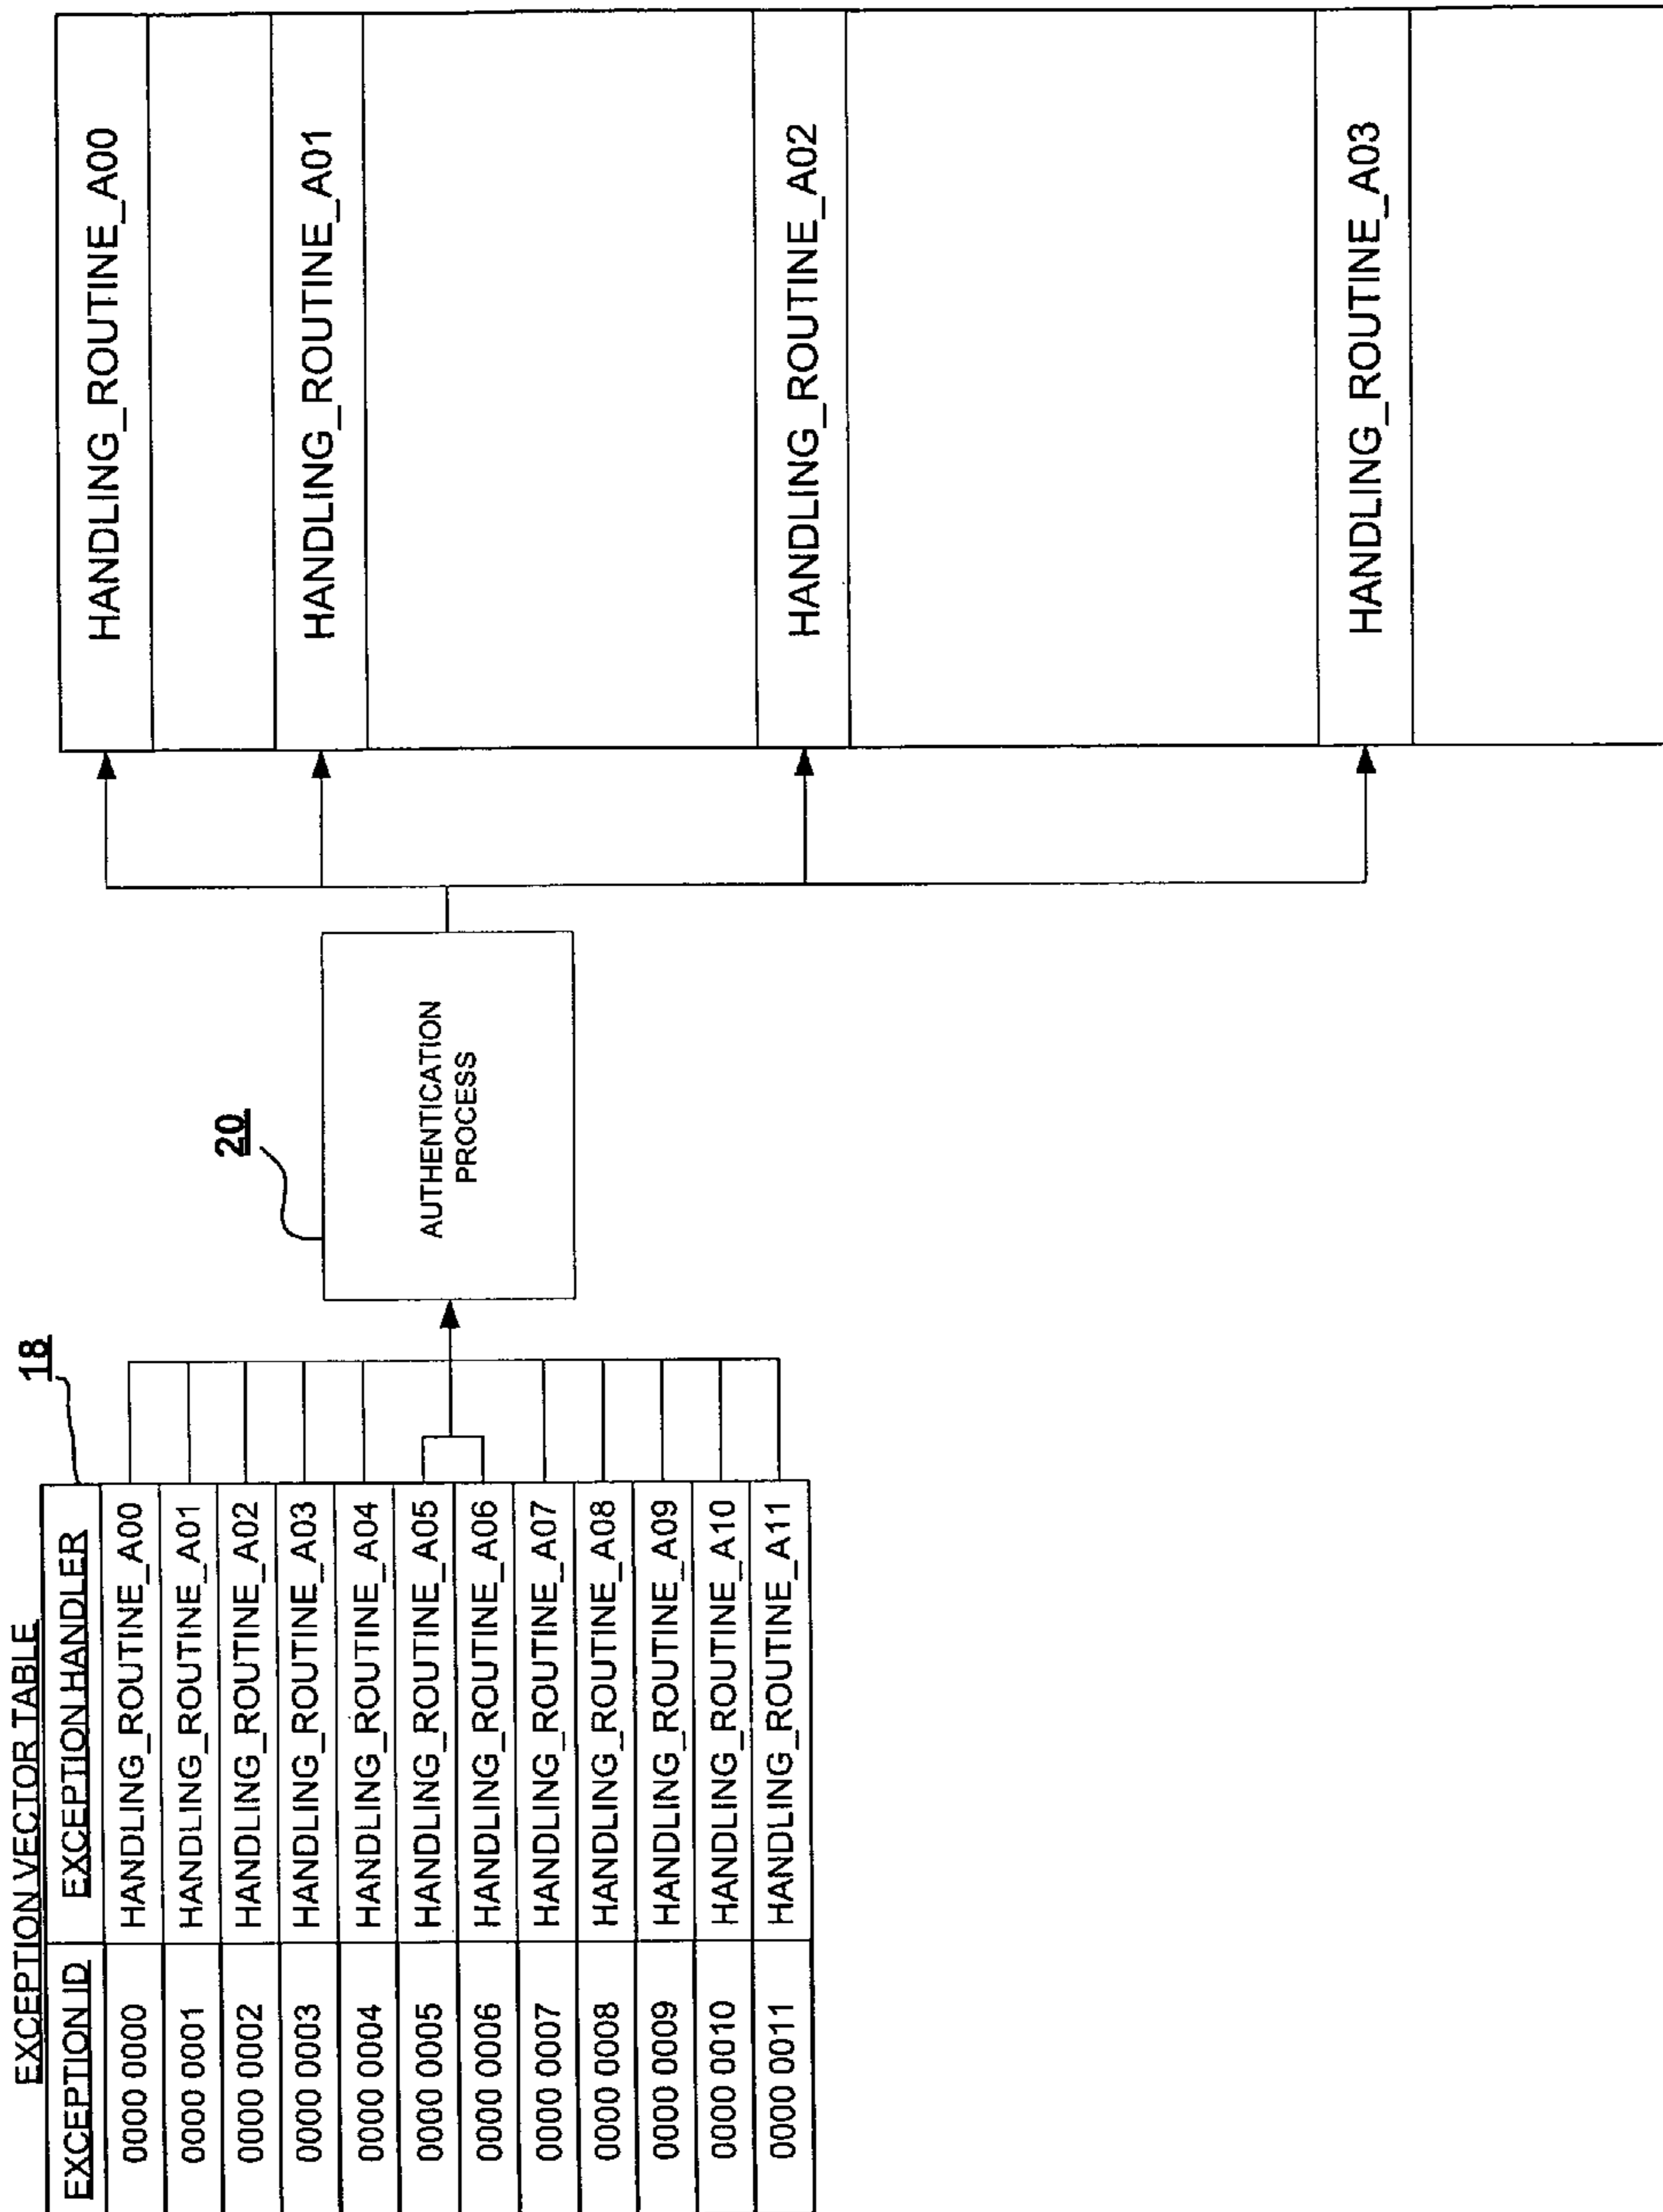 EXCEPTION VECTOR TABLE
18
EXCEPTION ID EXCEPTION HANDLER
0000 0000 HANDLING_ROUTINE_A00
0000 0001 HANDLING_ROUTINE_A01
0000 0002 HANDLING_ROUTINE_A02
0000 0003 HANDLING_ROUTINE_A03
0000 0004 HANDLING_ROUTINE_A04
0000 0005 HANDLING_ROUTINE_A05
0000 0006 HANDLING_ROUTINE_A06
0000 0007 HANDLING_ROUTINE_A07
0000 0008 HANDLING_ROUTINE_A08
0000 0009 HANDLING_ROUTINE_A09
0000 0010 HANDLING_ROUTINE_A10
0000 0011 HANDLING_ROUTINE_A11
20
AUTHENTICATION
PROCESS
HANDLING_ROUTINE_A00
HANDLING_ROUTINE_A01
HANDLING_ROUTINE_A02
HANDLING_ROUTINE_A03